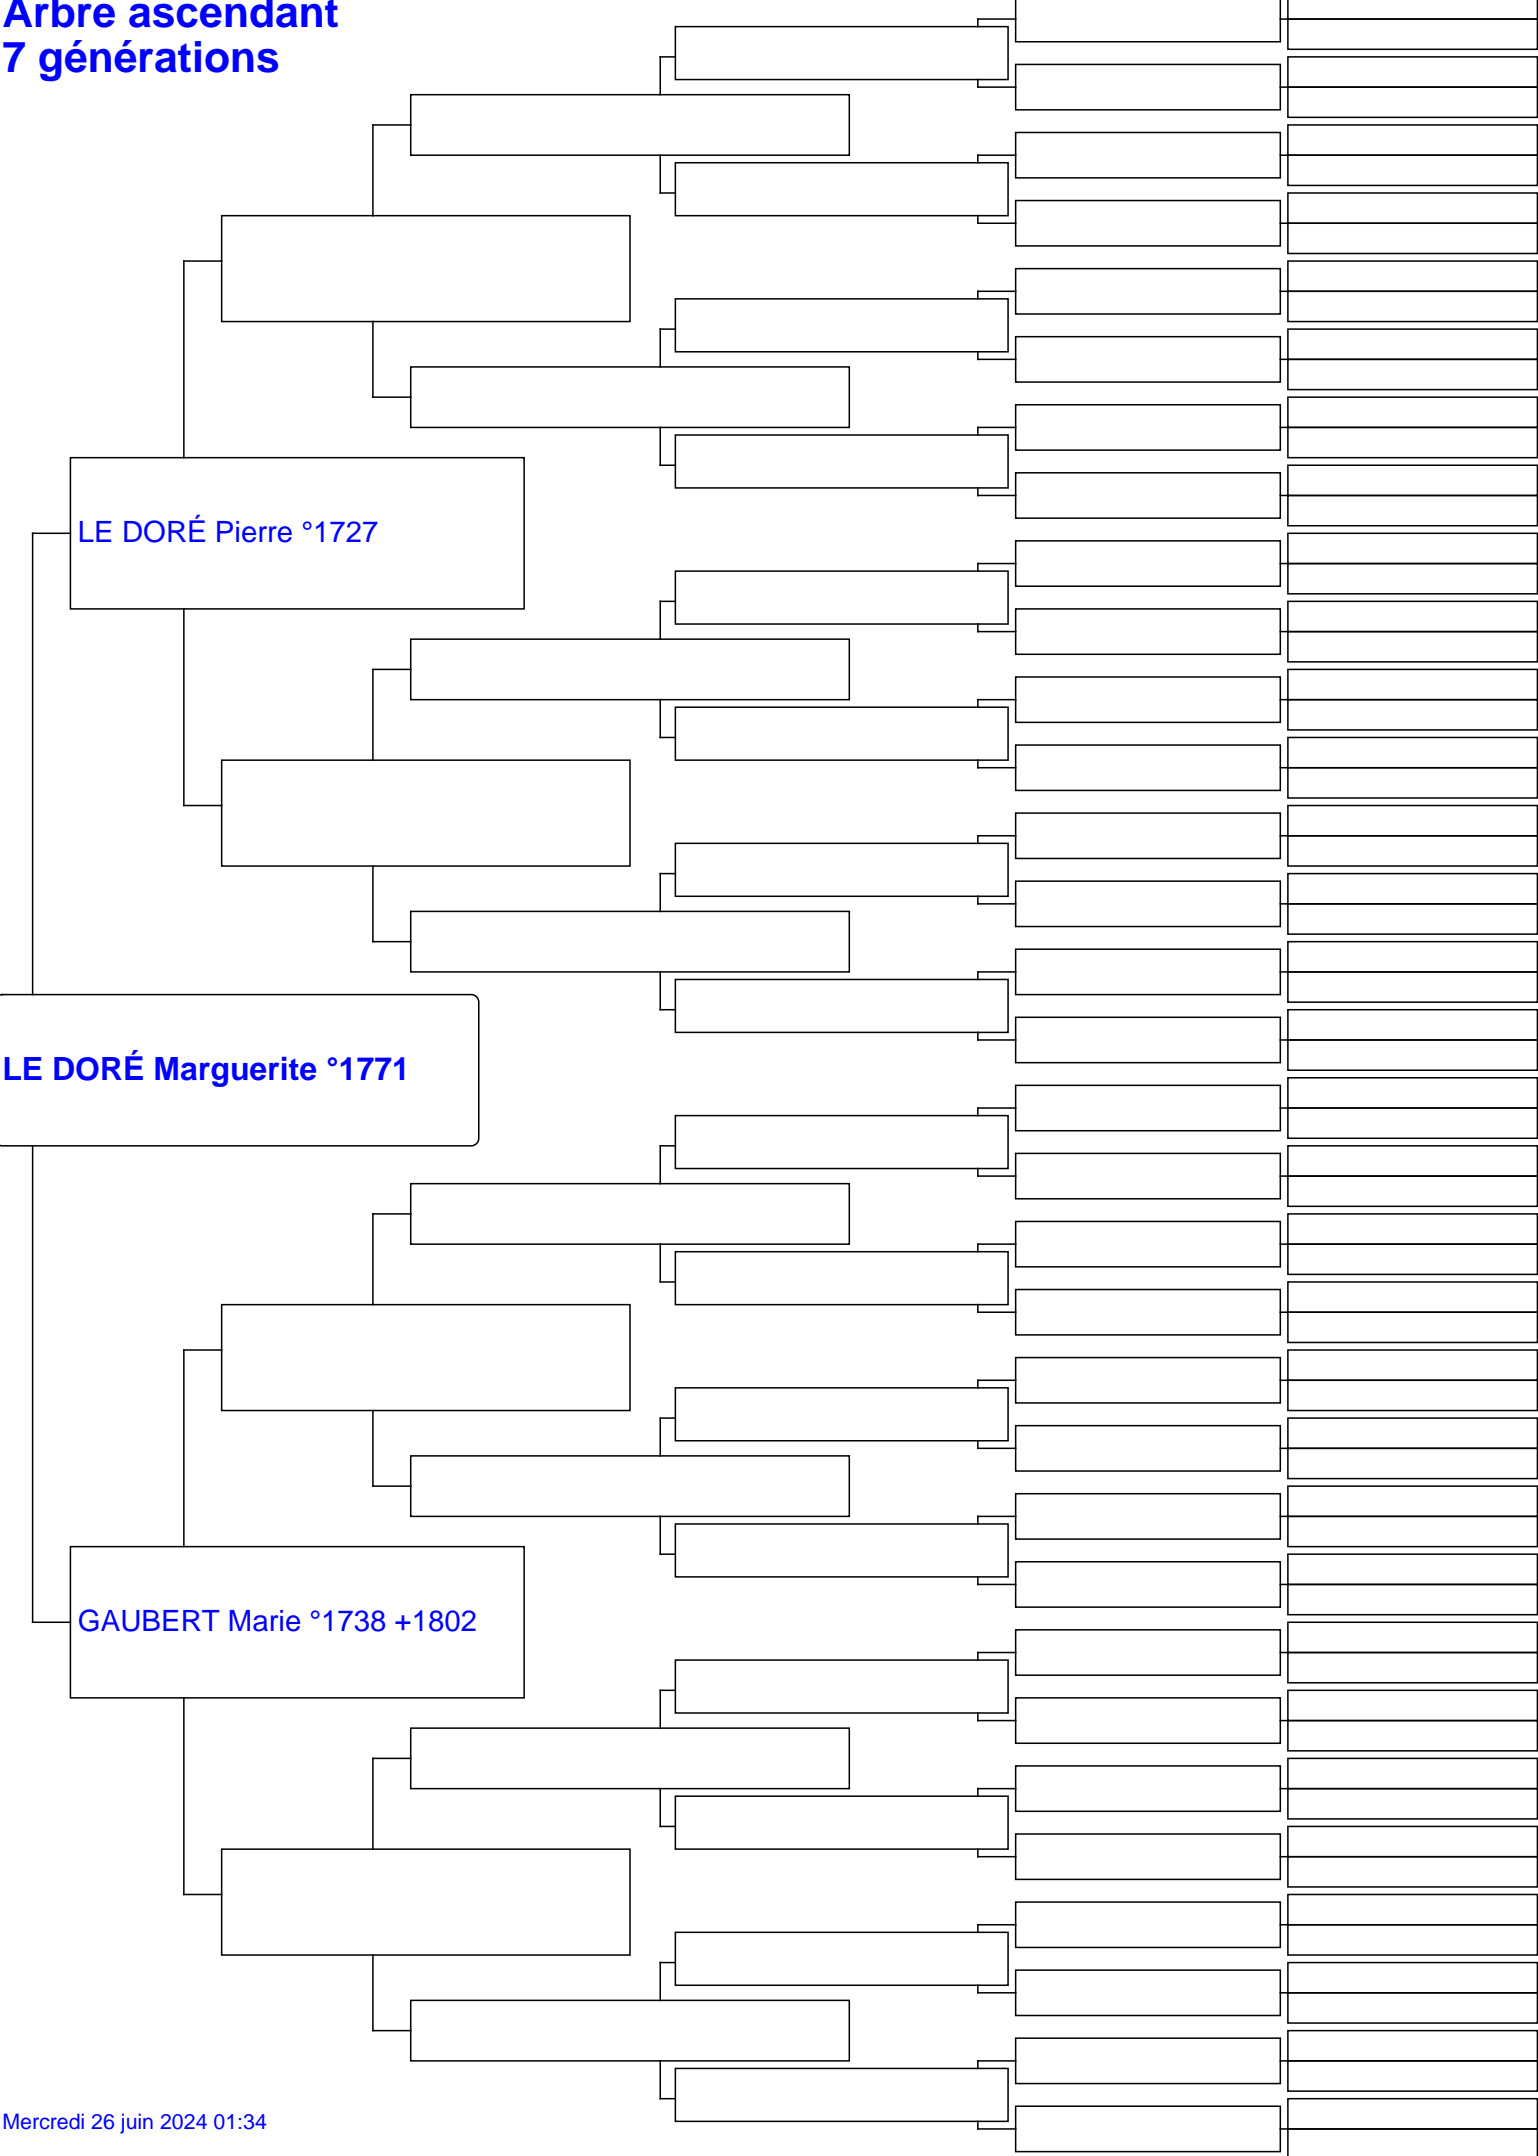 Arbre ascendant
7 générations
LE DORÉ Pierre °1727
LE DORÉ Marguerite °1771
GAUBERT Marie °1738 +1802
Mercredi 26 juin 2024 01:34